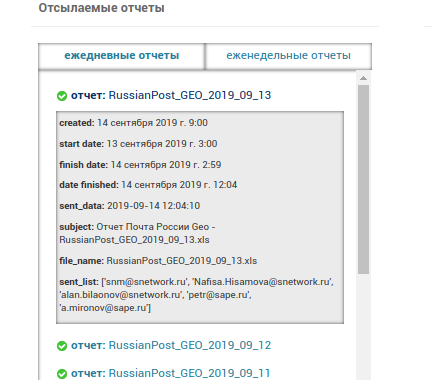 Отсылаемые отчеты
ежедневные отчеты
еженедельные отчеты
отчет: RussianPost_GEO_2019_09_13
created: 14 сентября 2019 г. 9:00
start date: 13 сентября 2019 г. 3:00
finish date: 14 сентября 2019 г. 2:59
date finished: 14 сентября 2019 г. 12:04
sent_data: 2019-09-14 12:04:10
subject: Отчет Почта России Geo -
RussianPost_GEO_2019_09_13.xls
file_name: RussianPost_GEO_2019_09_13.xls
sent_list: ['snm@snetwork.ru', 'Nafisa.Hisamova@snetwork.ru',
'alan.bilaonov@snetwork.ru', 'petr@sape.ru',
'a.mironov@sape.ru']
отчет: RussianPost_GEO_2019_09_12
отчет: RussianPost_GEO_2019_09_11